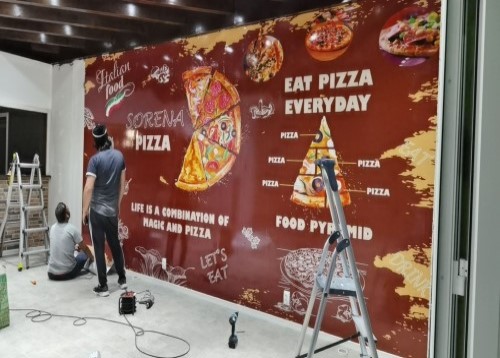 Italian
food
SORENA
PIZZA
EAT PIZZA
EVERYDAY
PIZZA
PIZZA
PIZZA
PIZZA
FOOD PYRAMID
LIFE IS A COMBINATION OF
MAGIC AND PIZZA
LET'S
EAT